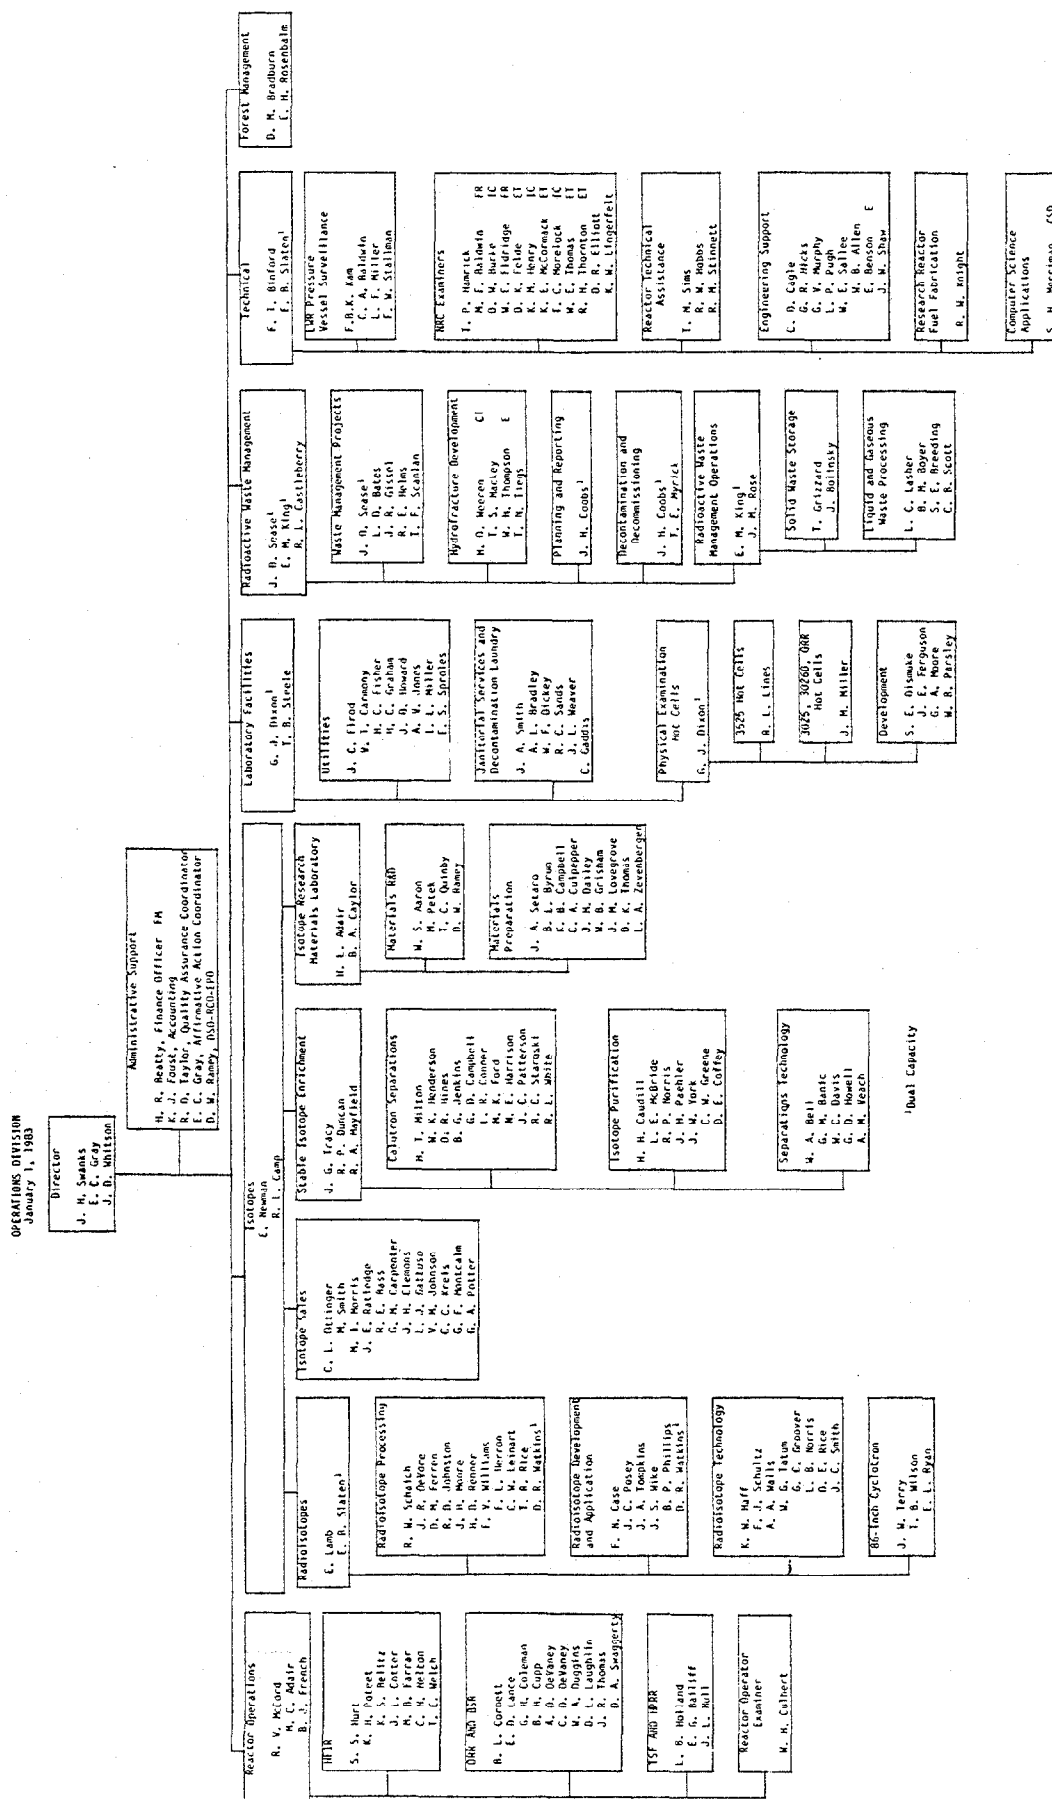 OPERATIONS DIVISION
January 1, 1983
Director
J. H. Swanks
E. C. Gray
J. D. Whitson
Administrative Support
H. R. Beatty, Finance Officer FM
K. J. Foust, Accounting
R. D. Taylor, Quality Assurance Coordinator
E. C. Gray, Affirmative Action Coordinator
D. W. Ramey, DSO-RCO-EPO
Reactor Operations
R. V. McCord
M. C. Adair
B. J. French
HFIR
S. S. Hurt
K. H. Poteet
K. S. Belitz
J. L. Cotter
M. B. Farrar
C. H. Helton
T. C. Welch
ORR AND BSR
B. L. Corbett
E. D. Lance
G. H. Coleman
B. H. Cupp
A. D. DeVaney
C. D. DeVaney
W. A. Duggins
D. L. Laughlin
J. R. Thomas
D. A. Swaggerty
TSF AND HPRR
L. B. Holland
E. G. Bailiff
J. L. Hull
Reactor Operator
Examiner
W. H. Culbert
Isotopes
E. Newman
R. L. Camp
Radioisotopes
E. Lamb
E. R. Slaten¹
Radioisotope Processing
R. W. Schaich
J. R. DeVore
D. M. Ferren
R. D. Johnston
J. H. Moore
H. D. Renner
F. V. Williams
F. L. Herron
C. W. Leinart
T. R. Rice
D. R. Watkins¹
Radioisotope Development
and Application
F. N. Case
J. C. Posey
J. A. Tompkins
J. S. Wike
B. P. Phillips
D. R. Watkins¹
Radioisotope Technology
K. W. Haff
F. J. Schultz
A. A. Walls
W. G. Tatum
G. C. Groover
L. B. Norris
D. E. Rice
J. C. Smith
86-Inch Cyclotron
J. W. Terry
T. B. Wilson
E. L. Ryan
Isotope Sales
C. L. Ottinger
M. Smith
M. I. Morris
J. E. Ratledge
R. E. Hass
G. M. Carpenter
J. H. Clemons
L. J. Gattuso
V. M. Johnson
C. C. Kreis
G. F. Montcalm
G. A. Potter
Stable Isotope Enrichment
J. G. Tracy
R. P. Duncan
R. A. Mayfield
Calutron Separations
H. T. Milton
W. K. Henderson
D. R. Hines
B. G. Jenkins
G. D. Campbell
L. R. Conner
M. K. Ford
N. E. Harrison
J. C. Patterson
R. C. Staroski
R. L. White
Isotope Purification
H. H. Caudill
L. E. McBride
R. P. Norris
J. H. Paehler
J. W. York
C. W. Greene
D. E. Coffey
Separations Technology
W. A. Bell
G. M. Banic
W. C. Davis
G. D. Howell
A. M. Veach
Isotope Research
Materials Laboratory
H. L. Adair
B. A. Caylor
Materials R&D
W. S. Aaron
M. Petek
T. C. Quinby
D. W. Ramey
Materials
Preparation
J. A. Setaro
B. L. Byrum
K. B. Campbell
C. A. Culpepper
J. H. Dailey
W. B. Grisham
J. M. Lovegrove
D. K. Thomas
L. A. Zevenbergen
Laboratory Facilities
G. J. Dixon¹
T. B. Steele
Utilities
J. C. Elrod
W. T. Carmony
H. C. Fisher
H. C. Graham
J. D. Howard
A. V. Jones
L. L. Miller
E. S. Sproles
Janitorial Services and
Decontamination Laundry
J. A. Smith
A. L. Bradley
W. F. Dickey
R. C. Sands
J. L. Weaver
C. Gaddis
Physical Examination
Hot Cells
G. J. Dixon¹
3525 Hot Cells
R. L. Lines
3025, 3026D, ORR
Hot Cells
J. M. Miller
Development
S. E. Dismuke
J. E. Ferguson
G. A. Moore
W. B. Parsley
Radioactive Waste Management
J. D. Sease¹
E. M. King¹
R. L. Castleberry
Waste Management Projects
J. D. Sease¹
L. D. Bates
J. R. Gissel
R. E. Helms
T. F. Scanlan
Hydrofracture Development
H. O. Weeren CT
T. S. Mackey
W. N. Thompson E
T. N. Tiegs
Planning and Reporting
J. H. Coobs¹
Decontamination and
Decommissioning
J. H. Coobs¹
T. E. Myrick
Radioactive Waste
Management Operations
E. M. King¹
J. M. Rose
Solid Waste Storage
T. Grizzard
J. Bolinsky
Liquid and Gaseous
Waste Processing
L. C. Lasher
B. M. Boyer
S. E. Breeding
C. B. Scott
Technical
F. T. Binford
E. R. Slaten¹
LWR Pressure
Vessel Surveillance
F.B.K. Kam
C. A. Baldwin
L. F. Miller
F. W. Stallman
NRC Examiners
T. P. Hamrick
M. F. Baldwin FR
O. W. Burke IC
W. E. Eldridge FR
D. K. Felde ET
K. M. Henry IC
K. L. McCormack ET
T. C. Morelock IC
W. E. Thomas ET
R. H. Thornton ET
D. R. Elliott
K. W. Lingerfelt
Reactor Technical
Assistance
T. M. Sims
R. W. Hobbs
R. M. Stinnett
Engineering Support
C. D. Cagle
G. R. Hicks
G. V. Murphy
L. P. Pugh
W. E. Sallee
W. B. Allen
E. J. Benson E
J. W. Shaw
Research Reactor
Fuel Fabrication
R. W. Knight
Computer Science
Applications
S. H. Merriman CSD
Forest Management
D. M. Bradburn
E. H. Rosenbalm
¹Dual Capacity